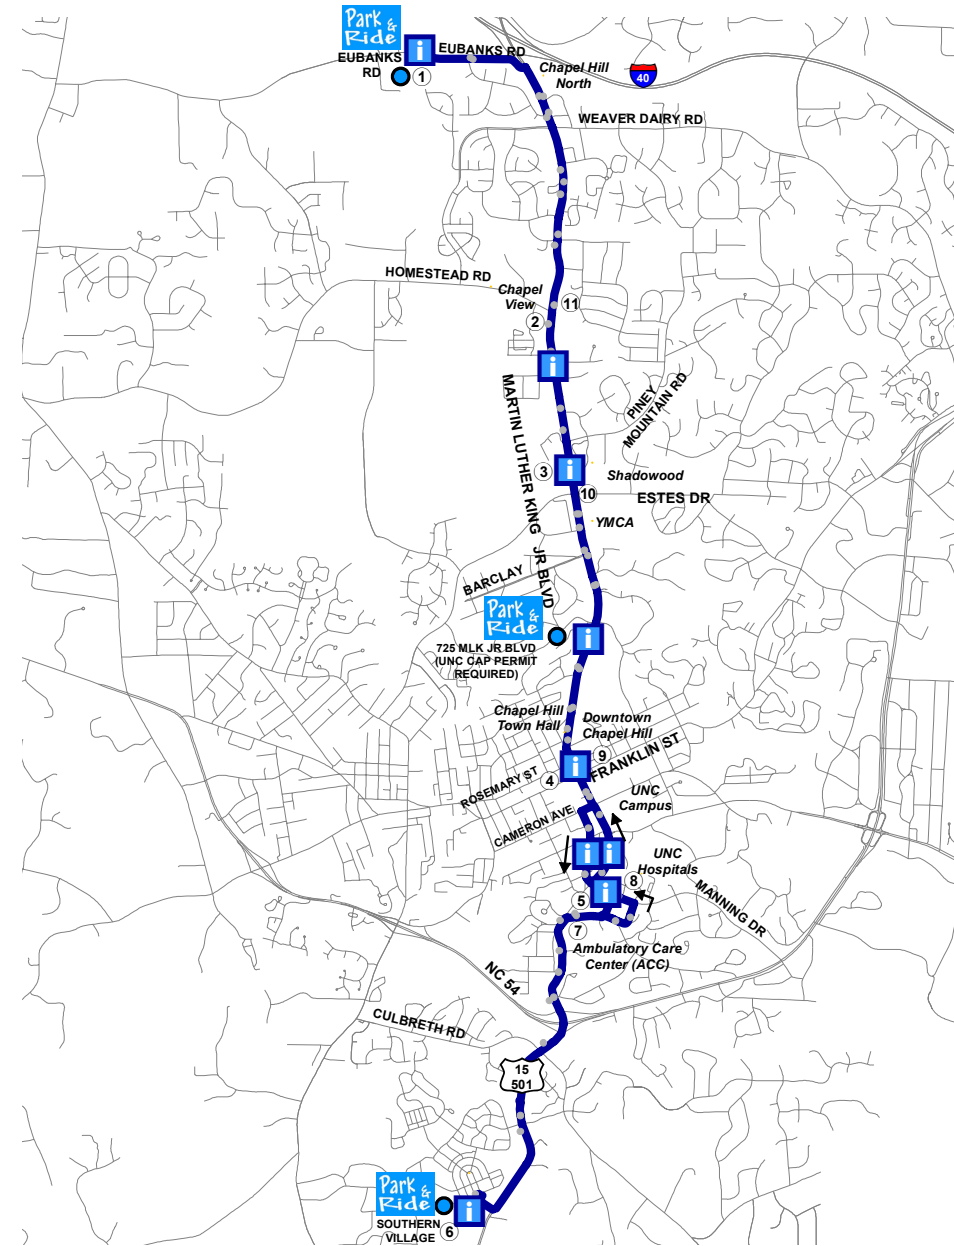 Park &
Ride
EUBANKS
RD
1
EUBANKS RD
Chapel Hill
North
40
WEAVER DAIRY RD
HOMESTEAD RD
Chapel
View
11
2
MARTIN LUTHER KING JR BLVD
PINEY
MOUNTAIN RD
3
Shadowood
10
ESTES DR
YMCA
BARCLAY
Park &
Ride
725 MLK JR BLVD
(UNC CAP PERMIT
REQUIRED)
Chapel Hill
Town Hall
Downtown
Chapel Hill
9
FRANKLIN ST
4
ROSEMARY ST
UNC
Campus
CAMERON AVE
UNC
Hospitals
8
MANNING DR
5
7
Ambulatory Care
Center (ACC)
NC 54
CULBRETH RD
15
501
Park &
Ride
SOUTHERN
VILLAGE
6